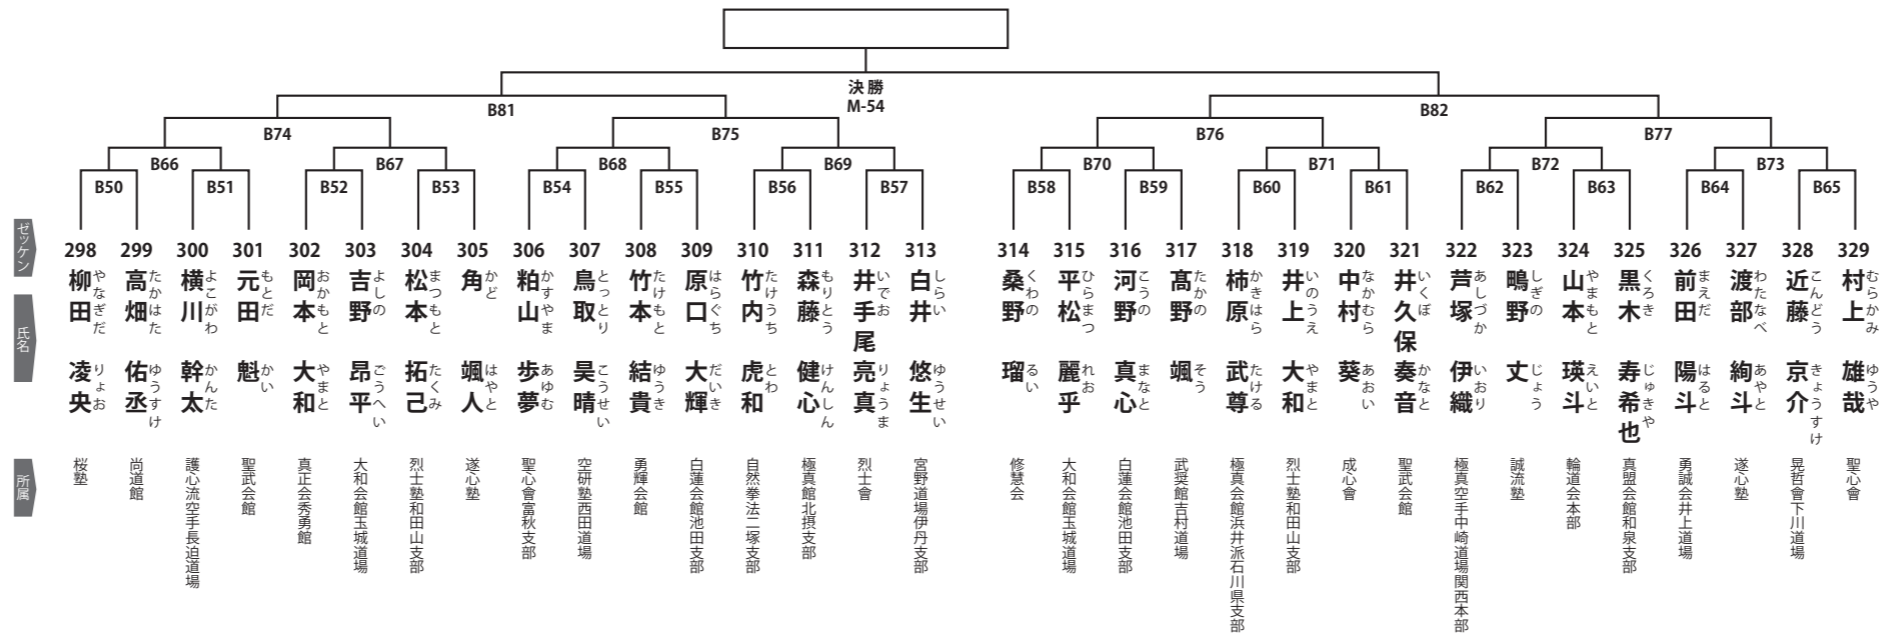 決 勝
M-54
B81
B82
B74
B75
B76
B77
B66
B67
B68
B69
B70
B71
B72
B73
B50
B51
B52
B53
B54
B55
B56
B57
B58
B59
B60
B61
B62
B63
B64
B65
ゼッケン
氏名
所属
298
柳田 凌央
やなぎだ りょお
桜塾
299
高畑 佑丞
たかはた ゆうすけ
尚道館
300
横川 幹太
よこがわ かんた
護心流空手長迫道場
301
元田 魁
もとだ かい
聖武会館
302
岡本 大和
おかもと やまと
真正会秀勇館
303
吉野 昂平
よしの ごうへい
大和会館玉城道場
304
松本 拓己
まつもと たくみ
烈士塾和田山支部
305
角 颯人
かど はやと
遂心塾
306
粕山 歩夢
かすやま あゆむ
聖心會富秋支部
307
鳥取 昊晴
とっとり こうせい
空研塾西田道場
308
竹本 結貴
たけもと ゆうき
勇輝会館
309
原口 大輝
はらぐち だいき
白蓮会館池田支部
310
竹内 虎和
たけうち とわ
自然拳法二塚支部
311
森藤 健心
もりとう けんしん
極真館北摂支部
312
井手尾 亮真
いでお りょうま
烈士會
313
白井 悠生
しらい ゆうせい
宮野道場伊丹支部
314
桑野 瑠
くわの るい
修慧会
315
平松 麗乎
ひらまつ れお
大和会館玉城道場
316
河野 真心
こうの まなと
白蓮会館池田支部
317
髙野 颯
たかの そう
武奨館吉村道場
318
柿原 武尊
かきはら たける
極真会館浜井派石川県支部
319
井上 大和
いのうえ やまと
烈士塾和田山支部
320
中村 葵
なかむら あおい
成心會
321
井久保 奏音
いくぼ かなと
聖武会館
322
芦塚 伊織
あしづか いおり
極真空手中崎道場関西本部
323
鴫野 丈
しぎの じょう
誠流塾
324
山本 瑛斗
やまもと えいと
輪道会本部
325
黒木 寿希也
くろき じゅきや
真盟会館和泉支部
326
前田 陽斗
まえだ はると
勇誠会井上道場
327
渡部 絢斗
わたなべ あやと
遂心塾
328
近藤 京介
こんどう きょうすけ
晃哲會下川道場
329
村上 雄哉
むらかみ ゆうや
聖心會